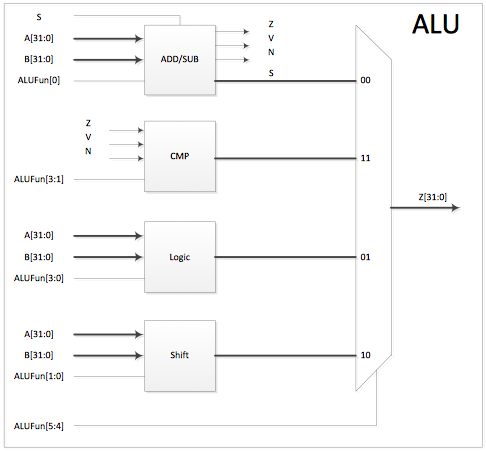 ALU
S
A[31:0]
B[31:0]
ALUFun[0]
ADD/SUB
Z
V
N
S
00
Z
V
N
ALUFun[3:1]
CMP
11
Z[31:0]
A[31:0]
B[31:0]
ALUFun[3:0]
Logic
01
A[31:0]
B[31:0]
ALUFun[1:0]
Shift
10
ALUFun[5:4]